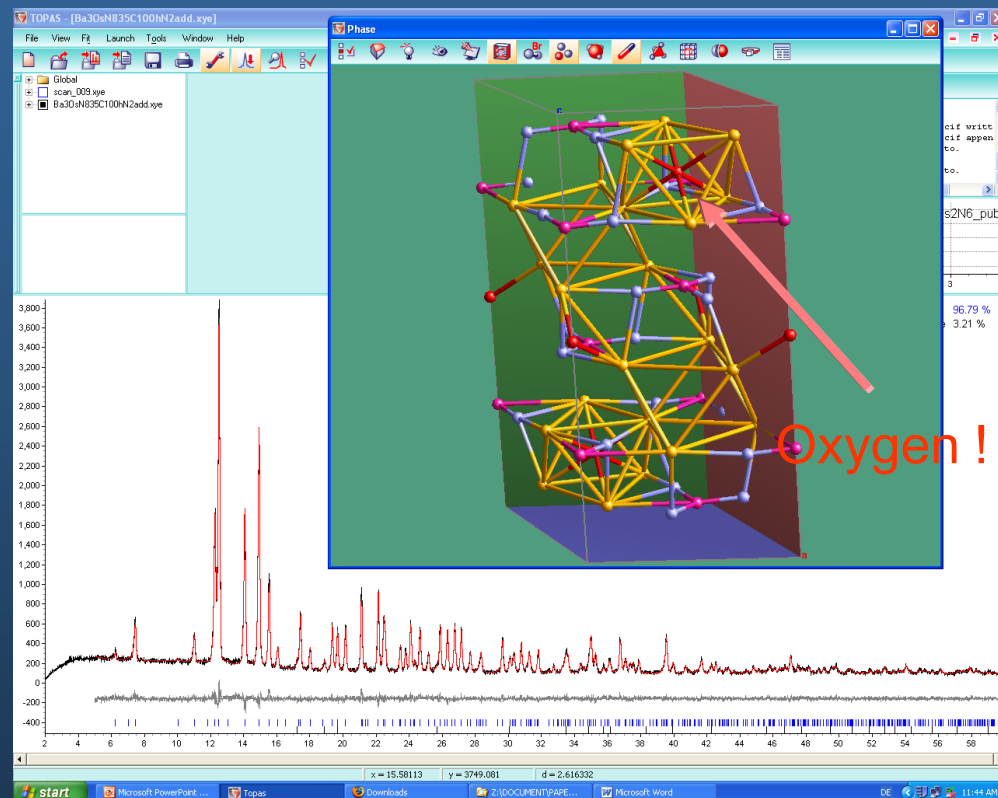 TOPAS - [Ba3OsN835C100hN2add.xye]
File View Fit Launch Tools Window Help
Global
scan_009.xye
Ba3OsN835C100hN2add.xye
Phase
Br
cif writt
cif appen
to.
to.
s2N6_pub
3
96.79 %
3.21 %
Oxygen !
3,800
3,600
3,400
3,200
3,000
2,800
2,600
2,400
2,200
2,000
1,800
1,600
1,400
1,200
1,000
800
600
400
200
0
-200
-400
2 4 6 8 10 12 14 16 18 20 22 24 26 28 30 32 34 36 38 40 42 44 46 48 50 52 54 56 58
x = 15.58113 y = 3749.081 d = 2.616332
start Microsoft PowerPoint ... Topas Downloads Z:\DOCUMENT\PAPE... Microsoft Word DE 11:44 AM